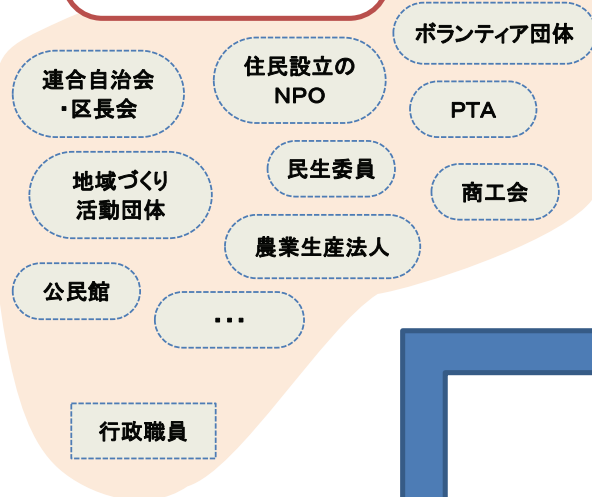 ボランティア団体
連合自治会
・区長会
住民設立の
NPO
PTA
民生委員
地域づくり
活動団体
商工会
農業生産法人
公民館
・・・
行政職員